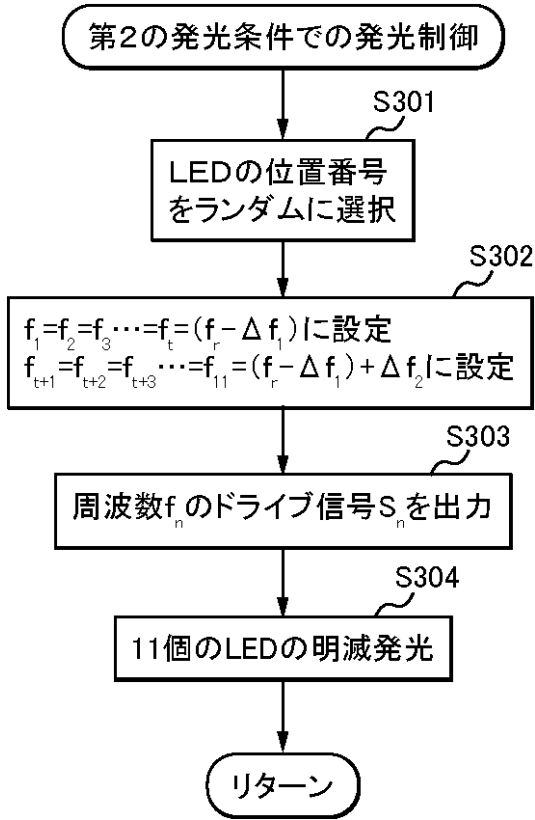 第2の発光条件での発光制御
S301
LEDの位置番号
をランダムに選択
S302
f₁=f₂=f₃…=fₜ=(fᵣ−Δf₁)に設定
fₜ₊₁=fₜ₊₂=fₜ₊₃…=f₁₁=(fᵣ−Δf₁)+Δf₂に設定
S303
周波数fₙのドライブ信号Sₙを出力
S304
11個のLEDの明滅発光
リターン